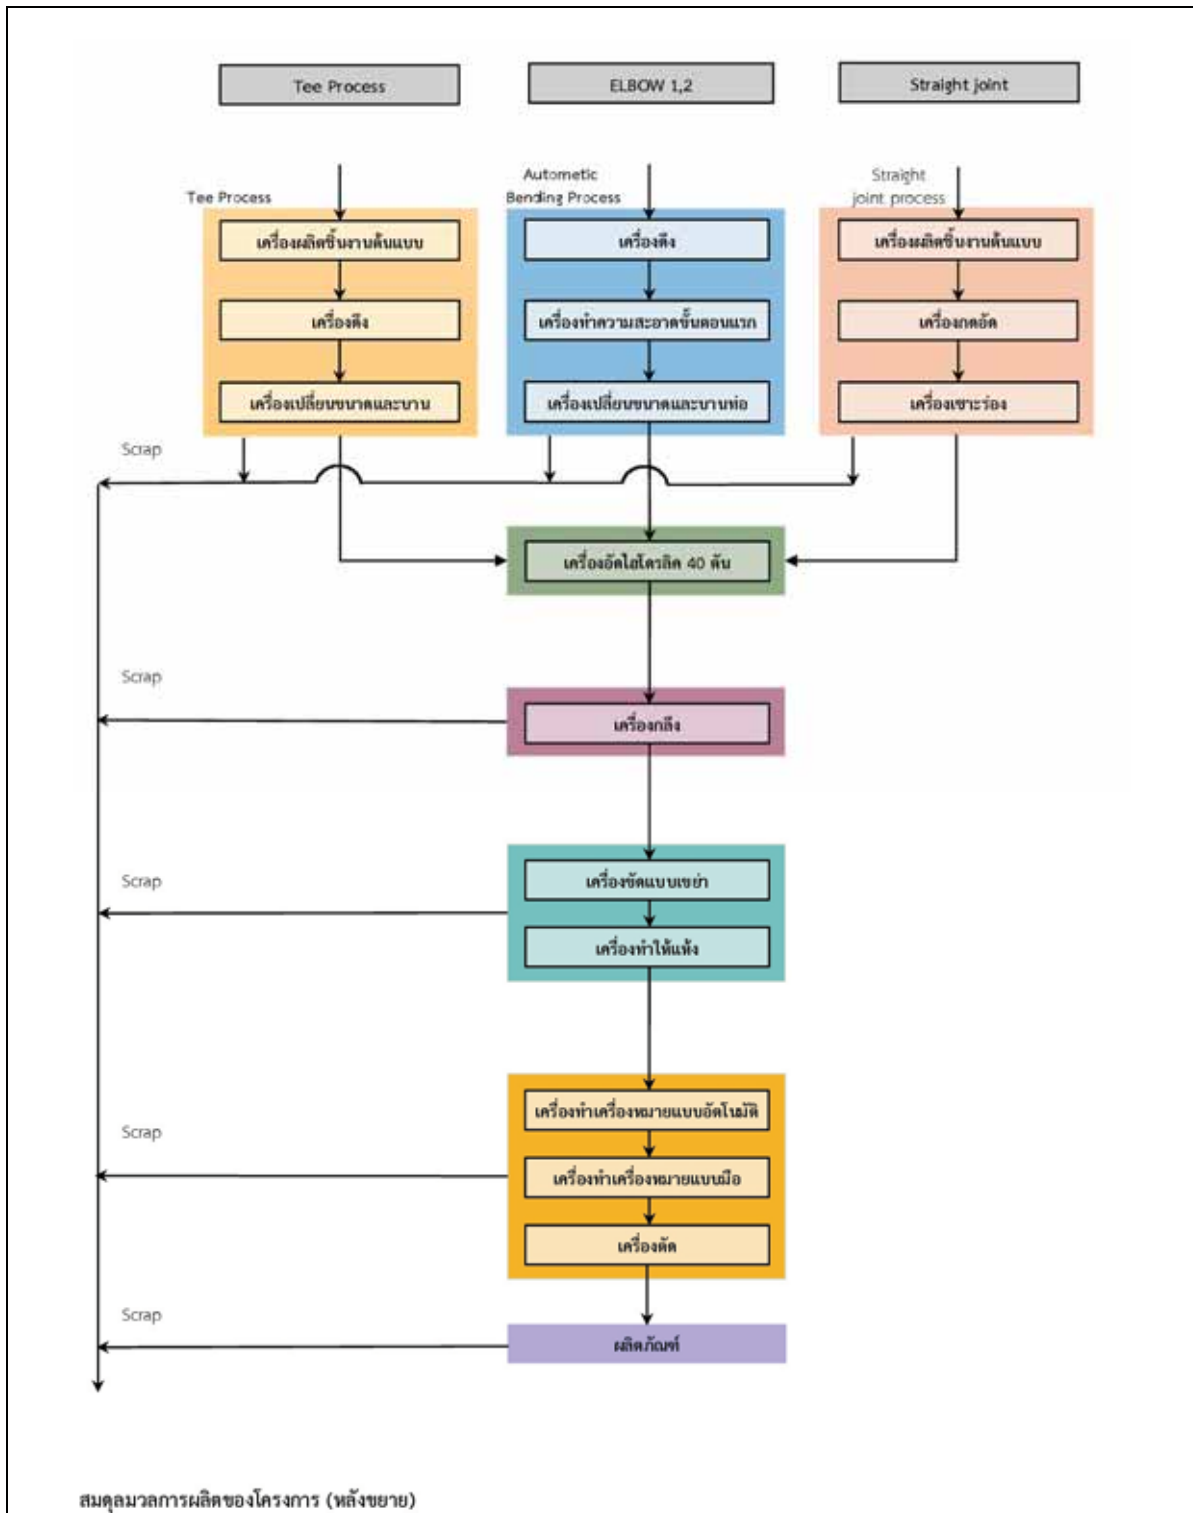 Tee Process
ELBOW 1,2
Straight joint
Tee Process
Autometic
Bending Process
Straight
joint process
เครื่องผลิตชิ้นงานต้นแบบ
เครื่องดึง
เครื่องผลิตชิ้นงานต้นแบบ
เครื่องดึง
เครื่องทำความสะอาดขั้นตอนแรก
เครื่องกดอัด
เครื่องเปลี่ยนขนาดและบาน
เครื่องเปลี่ยนขนาดและบานท่อ
เครื่องเซาะร่อง
Scrap
เครื่องอัดไฮโดรลิค 40 ตัน
Scrap
เครื่องกลึง
Scrap
เครื่องขัดแบบเขย่า
เครื่องทำให้แห้ง
เครื่องทำเครื่องหมายแบบอัตโนมัติ
Scrap
เครื่องทำเครื่องหมายแบบมือ
เครื่องตัด
Scrap
ผลิตภัณฑ์
สมดุลมวลการผลิตของโครงการ (หลังขยาย)